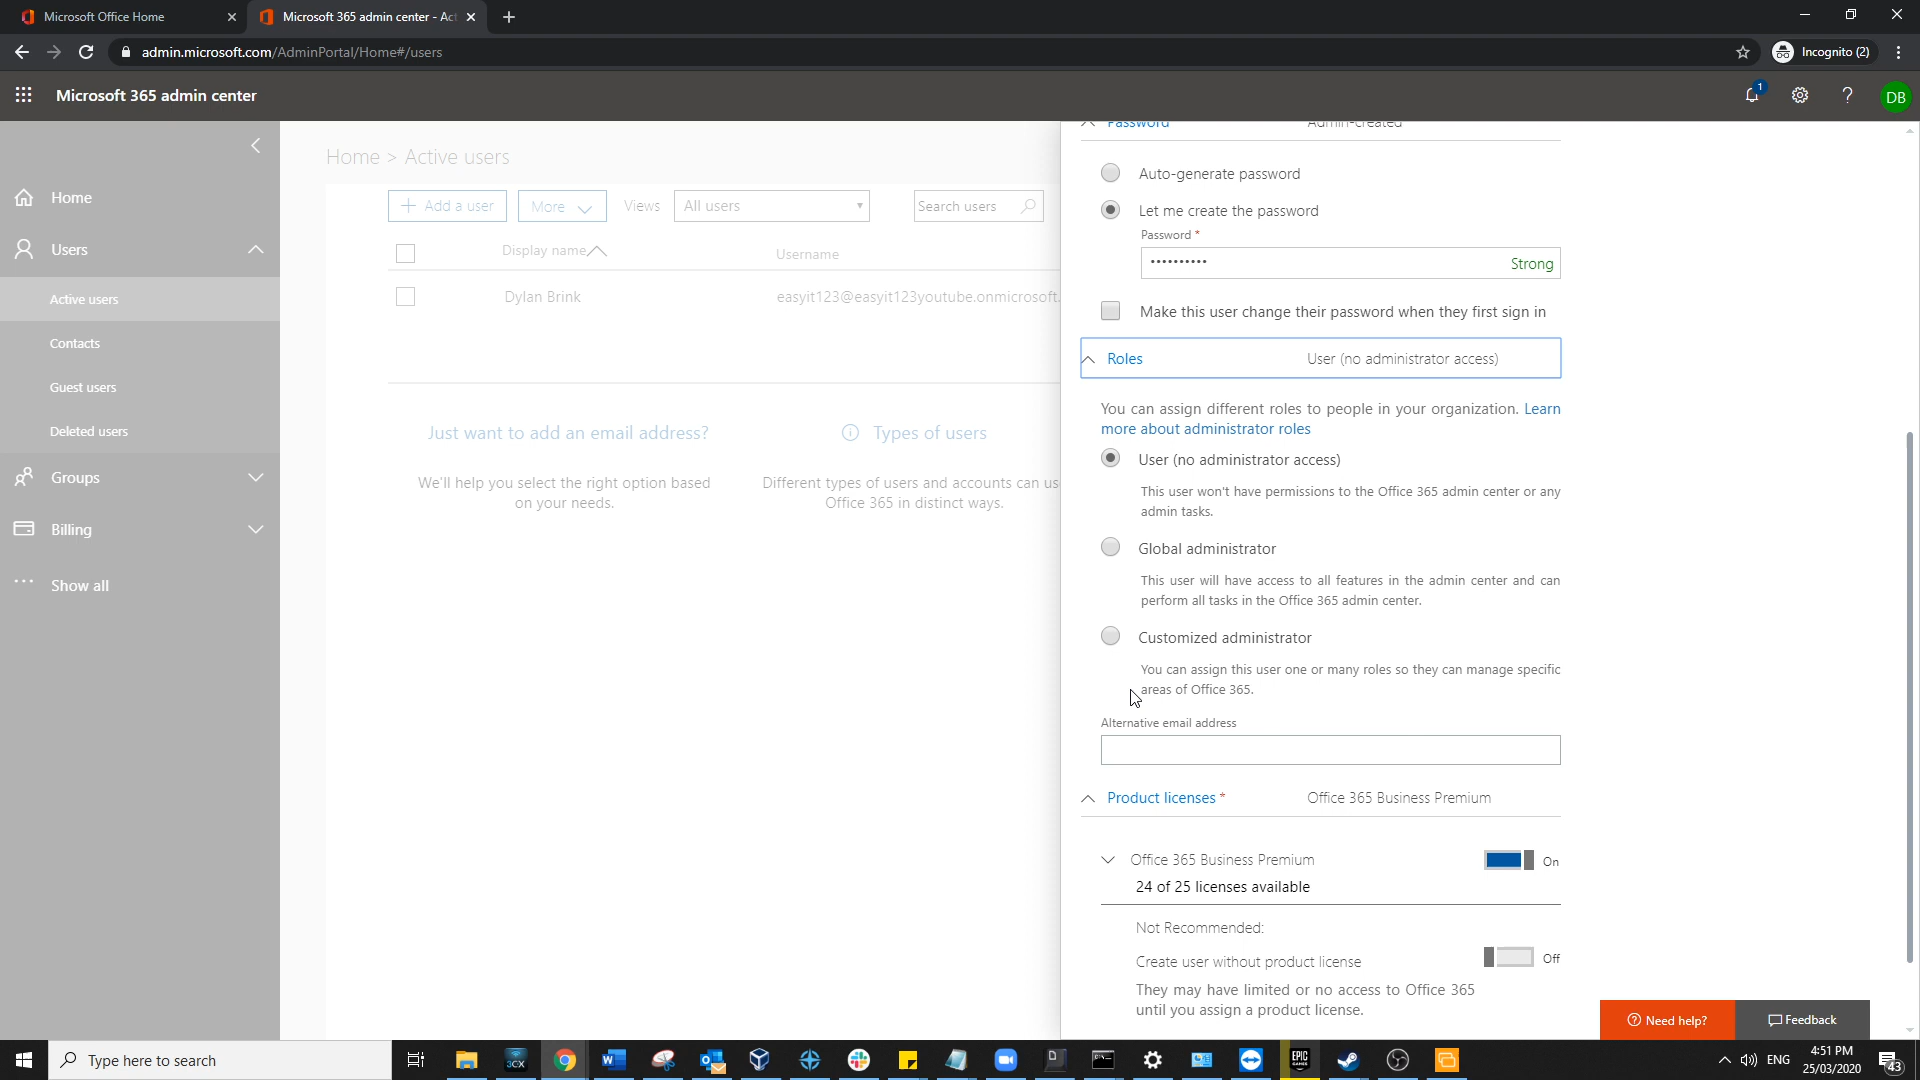 Microsoft Office Home
Microsoft 365 admin center - Act
admin.microsoft.com/AdminPortal/Home#/users
Incognito (2)
Microsoft 365 admin center
1
?
DB
Home
Users
Active users
Contacts
Guest users
Deleted users
Groups
Billing
Show all
Home > Active users
Add a user
More
Views
All users
Search users
Display name
Username
Dylan Brink
easyit123@easyit123youtube.onmicrosoft.
Just want to add an email address?
We'll help you select the right option based
on your needs.
Types of users
Different types of users and accounts can us
Office 365 in distinct ways.
Password
Admin-created
Auto-generate password
Let me create the password
Password *
••••••••••
Strong
Make this user change their password when they first sign in
Roles
User (no administrator access)
You can assign different roles to people in your organization. Learn
more about administrator roles
User (no administrator access)
This user won't have permissions to the Office 365 admin center or any
admin tasks.
Global administrator
This user will have access to all features in the admin center and can
perform all tasks in the Office 365 admin center.
Customized administrator
You can assign this user one or many roles so they can manage specific
areas of Office 365.
Alternative email address
Product licenses *
Office 365 Business Premium
Office 365 Business Premium
On
24 of 25 licenses available
Not Recommended:
Create user without product license
Off
They may have limited or no access to Office 365
until you assign a product license.
Need help?
Feedback
Type here to search
3CX
EPIC
GAMES
ENG
4:51 PM
25/03/2020
43